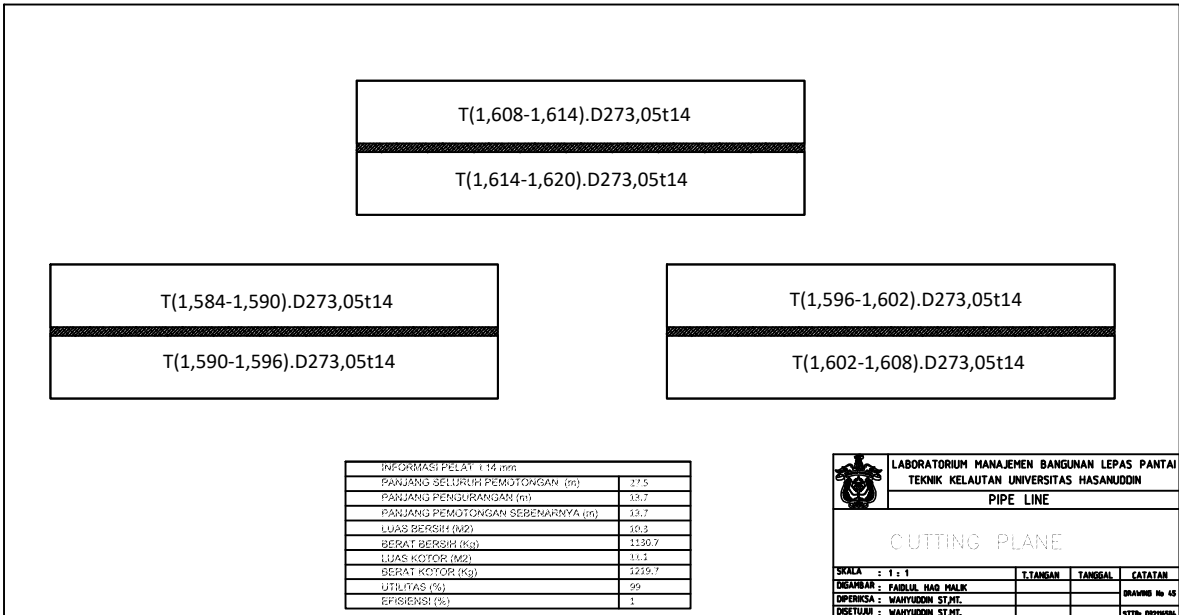 T(1,608-1,614).D273,05t14
T(1,614-1,620).D273,05t14
T(1,584-1,590).D273,05t14
T(1,590-1,596).D273,05t14
T(1,596-1,602).D273,05t14
T(1,602-1,608).D273,05t14
INFORMASI PELAT t 14 mm
PANJANG SELURUH PEMOTONGAN (m) 27.5
PANJANG PENGURANGAN (m) 13.7
PANJANG PEMOTONGAN SEBENARNYA (m) 13.7
LUAS BERSIH (M2) 10.3
BERAT BERSIH (Kg) 1130.7
LUAS KOTOR (M2) 11.1
BERAT KOTOR (Kg) 1219.7
UTILITAS (%) 99
EFISIENSI (%) 1
LABORATORIUM MANAJEMEN BANGUNAN LEPAS PANTAI
TEKNIK KELAUTAN UNIVERSITAS HASANUDDIN
PIPE LINE
CUTTING PLANE
SKALA : 1 : 1 T.TANGAN TANGGAL CATATAN
DIGAMBAR : FAIDLUL HAQ MALIK
DRAWING No 45
DIPERIKSA : WAHYUDDIN ST,MT.
DISETUJUI : WAHYUDDIN ST,MT.